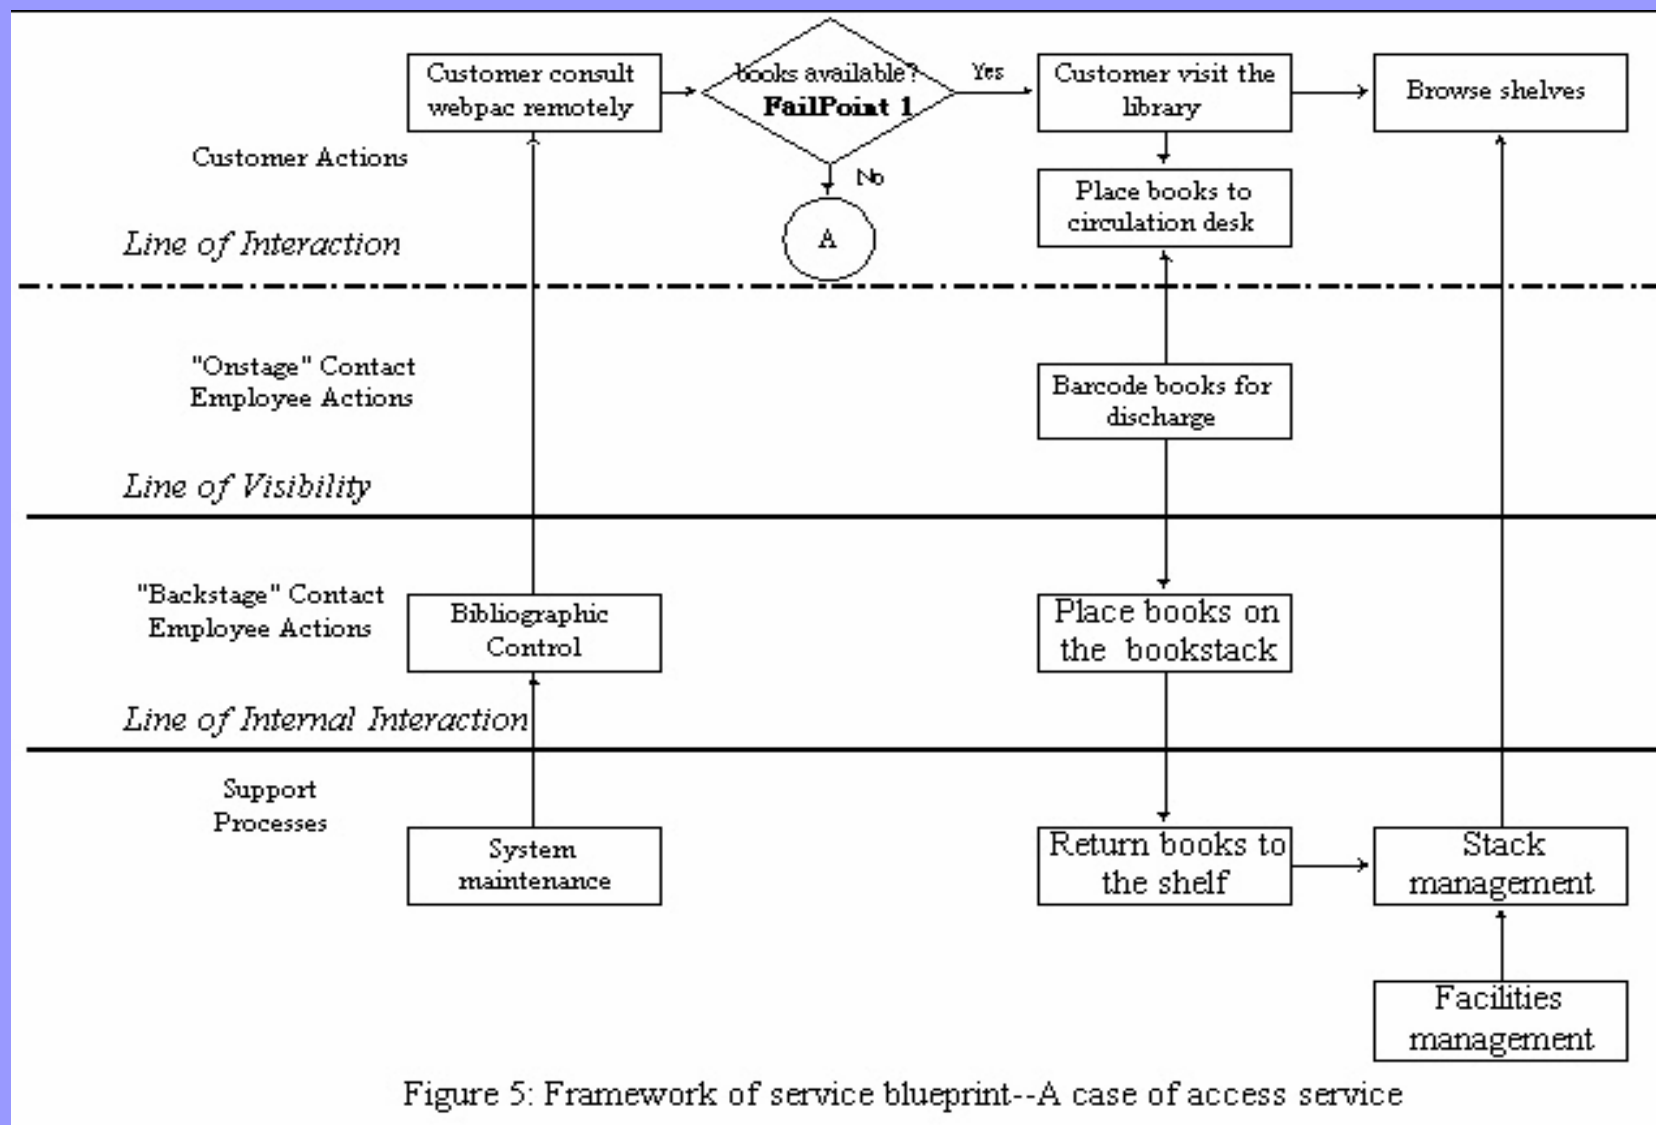 Customer consult
webpac remotely
books available?
FailPoint 1
Yes
Customer visit the
library
Browse shelves
Customer Actions
No
Place books to
circulation desk
A
Line of Interaction
"Onstage" Contact
Employee Actions
Barcode books for
discharge
Line of Visibility
"Backstage" Contact
Employee Actions
Bibliographic
Control
Place books on
the bookstack
Line of Internal Interaction
Support
Processes
System
maintenance
Return books to
the shelf
Stack
management
Facilities
management
Figure 5: Framework of service blueprint--A case of access service